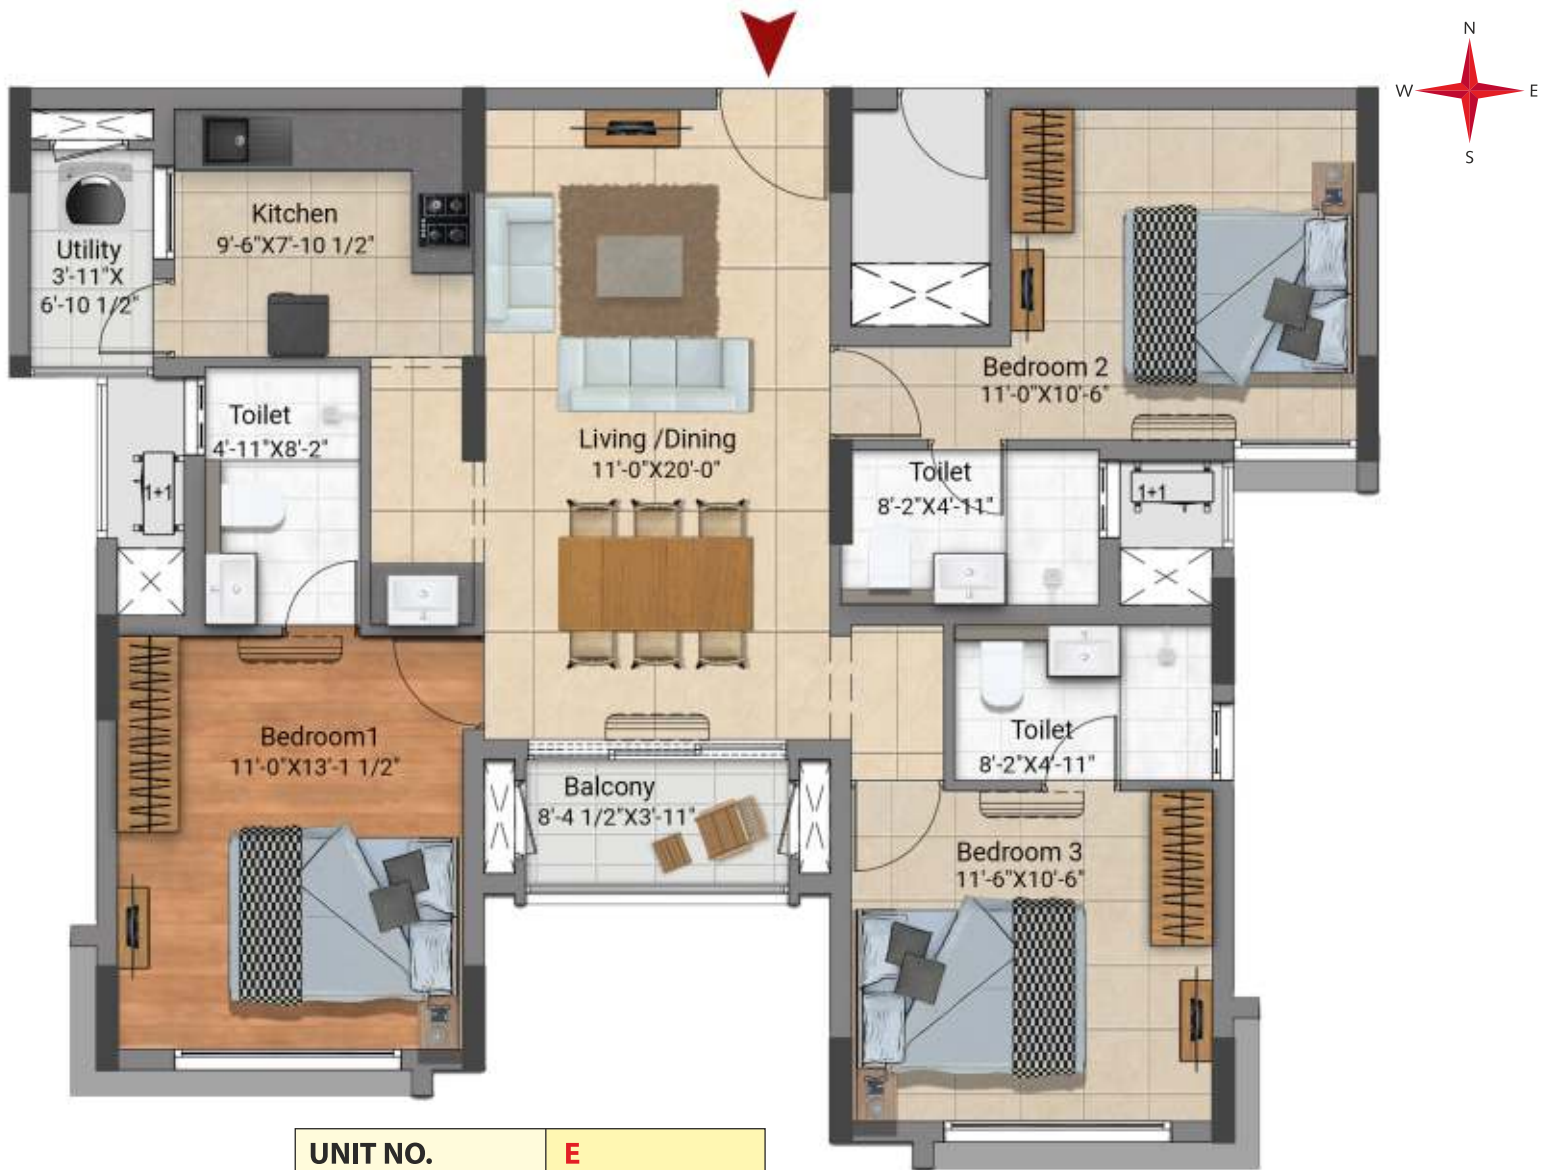 N
W E
S
Kitchen
9'-6"X7'-10 1/2"
Utility
3'-11"X
6'-10 1/2"
Bedroom 2
11'-0"X10'-6"
Toilet
4'-11"X8'-2"
Living /Dining
11'-0"X20'-0"
Toilet
8'-2"X4'-11"
1+1
1+1
Bedroom1
11'-0"X13'-1 1/2"
Toilet
8'-2"X4'-11"
Balcony
8'-4 1/2"X3'-11"
Bedroom 3
11'-6"X10'-6"
UNIT NO. E